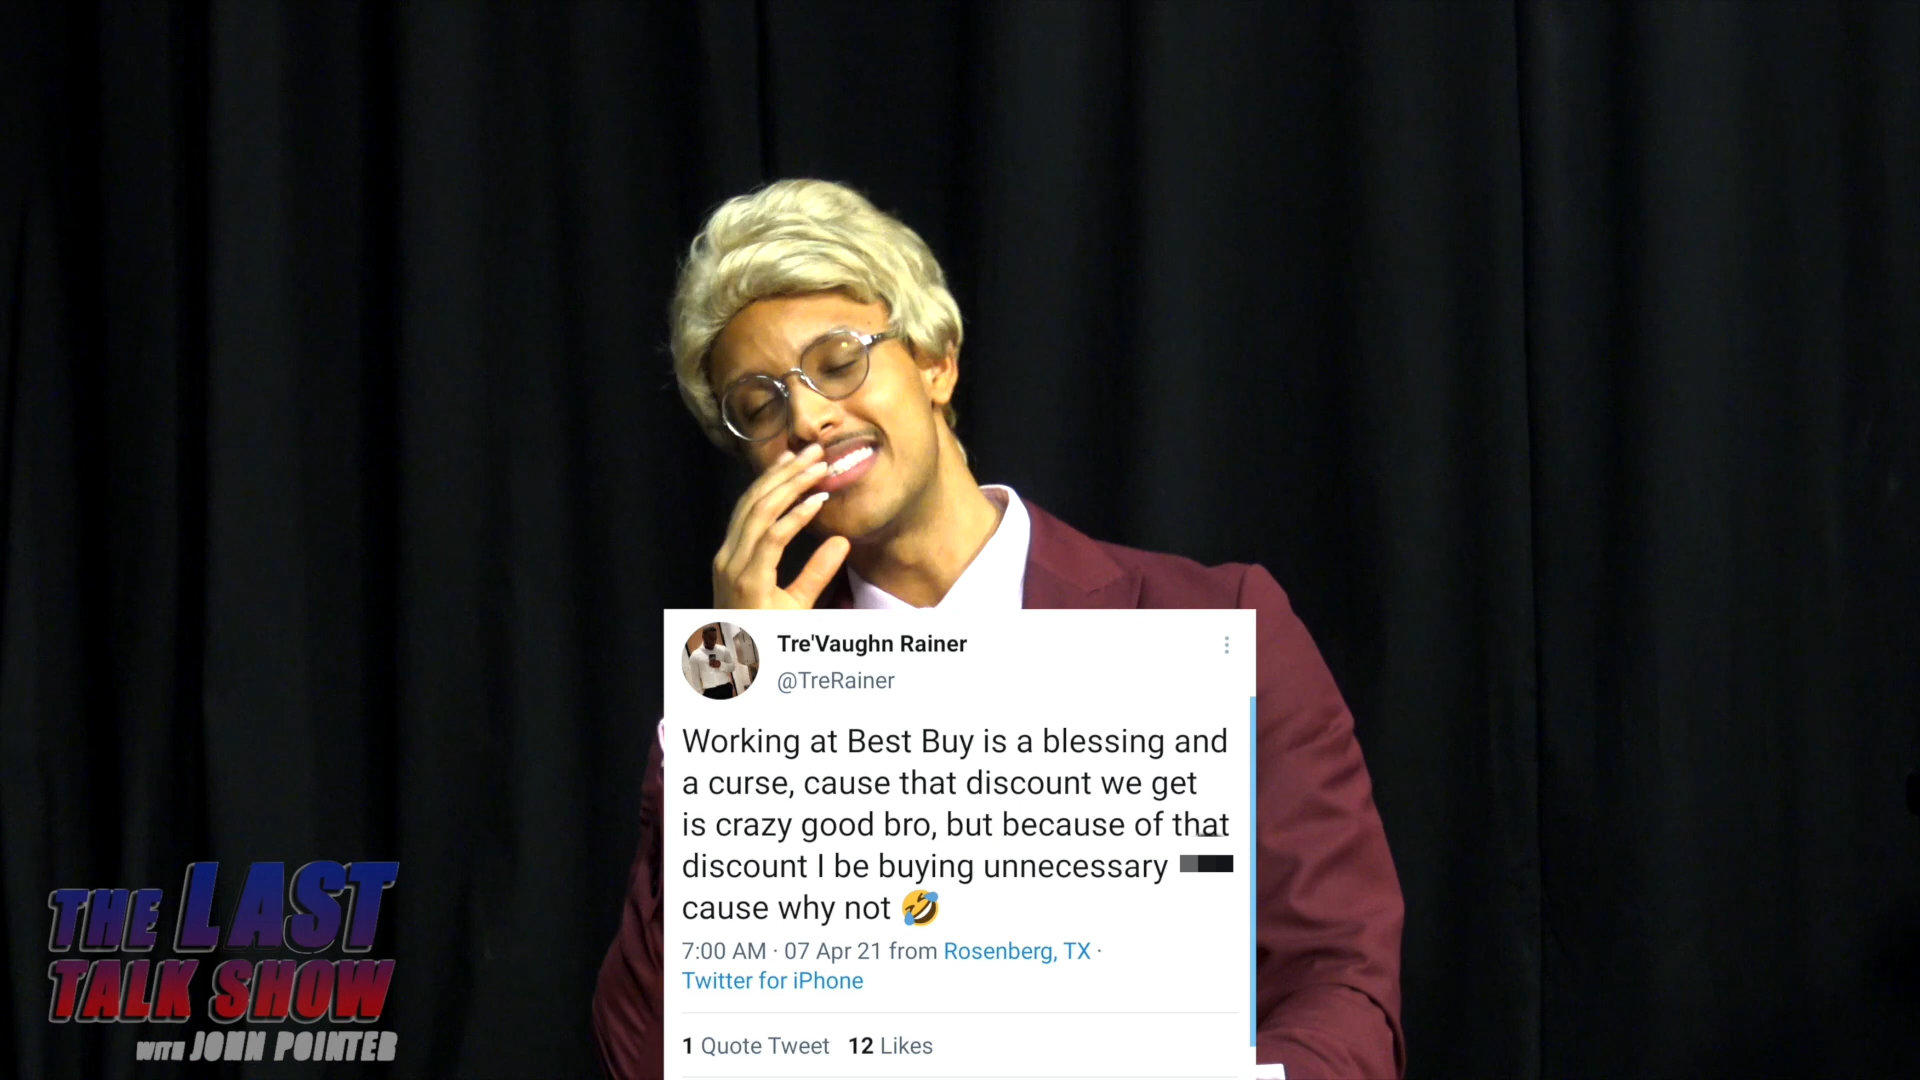 Tre'Vaughn Rainer
@TreRainer
Working at Best Buy is a blessing and
a curse, cause that discount we get
is crazy good bro, but because of that
discount I be buying unnecessary
cause why not 🤣
7:00 AM · 07 Apr 21 from Rosenberg, TX ·
Twitter for iPhone
1 Quote Tweet 12 Likes
THE LAST
TALK SHOW
WITH JOHN POINTER